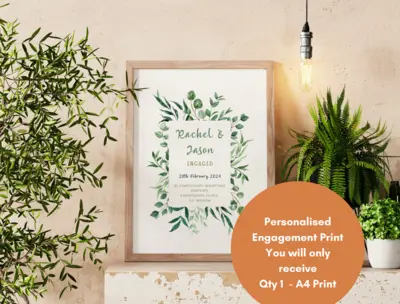 Rachel &
Jason
ENGAGED
28th February 2024
Personalised
Engagement Print
You will only
receive
Qty 1 - A4 Print